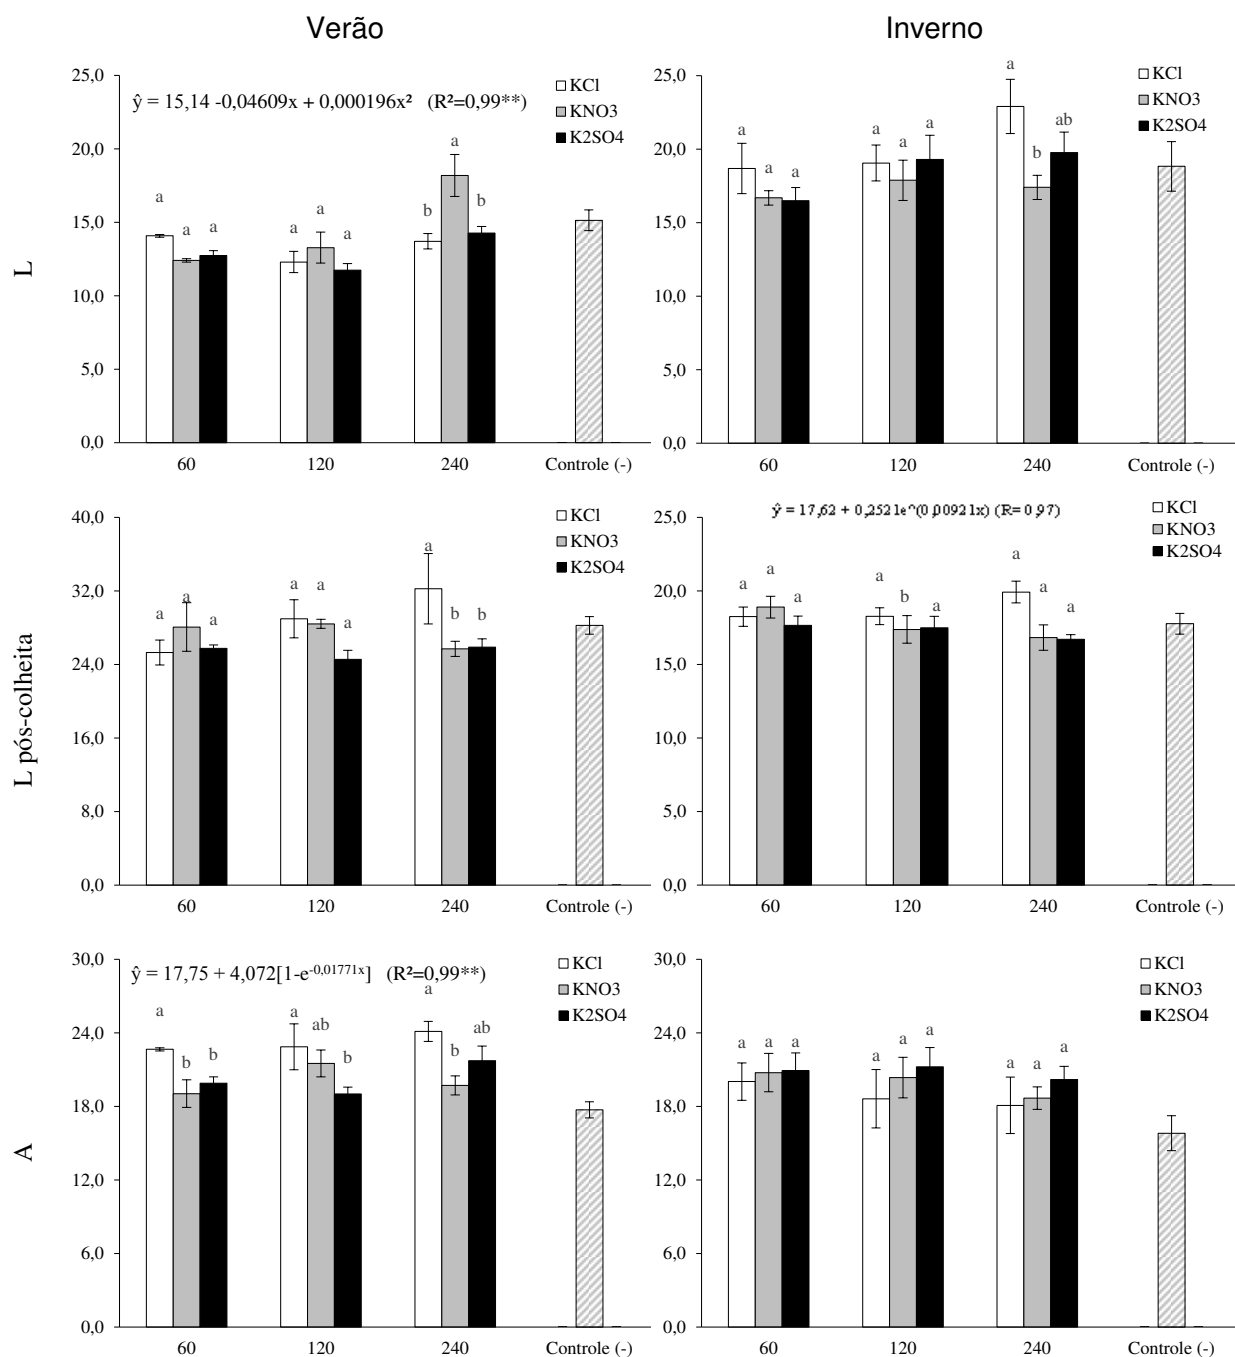 Verão
Inverno
L
25,0
20,0
15,0
10,0
5,0
0,0
ŷ = 15,14 -0,04609x + 0,000196x² (R²=0,99**)
KCl
KNO3
K2SO4
a
a
a
a
a
a
b
a
b
60
120
240
Controle (-)
25,0
20,0
15,0
10,0
5,0
0,0
KCl
KNO3
K2SO4
a
a
a
a
a
a
a
b
ab
60
120
240
Controle (-)
L pós-colheita
40,0
32,0
24,0
16,0
8,0
0,0
KCl
KNO3
K2SO4
a
a
a
a
a
a
a
b
b
60
120
240
Controle (-)
25,0
20,0
15,0
10,0
5,0
0,0
ŷ = 17,62 + 0,2521e^(0,00921x) (R=0,97)
KCl
KNO3
K2SO4
a
a
a
a
b
a
a
a
a
60
120
240
Controle (-)
A
30,0
24,0
18,0
12,0
6,0
0,0
ŷ = 17,75 + 4,072[1-e^-0,01771x] (R²=0,99**)
KCl
KNO3
K2SO4
a
b
b
a
ab
b
a
b
ab
60
120
240
Controle (-)
30,0
24,0
18,0
12,0
6,0
0,0
KCl
KNO3
K2SO4
a
a
a
a
a
a
a
a
a
60
120
240
Controle (-)